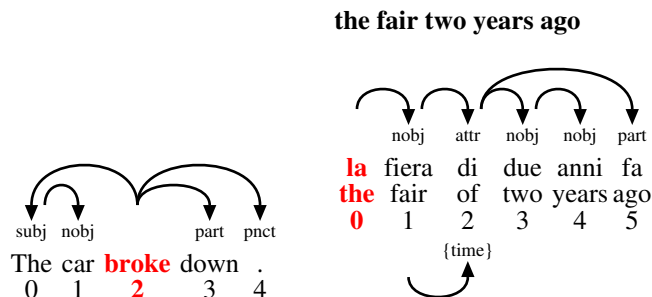 the fair two years ago
nobj attr nobj nobj part
la fiera di due anni fa
the fair of two years ago
0 1 2 3 4 5
{time}
subj nobj part pnct
The car broke down .
0 1 2 3 4